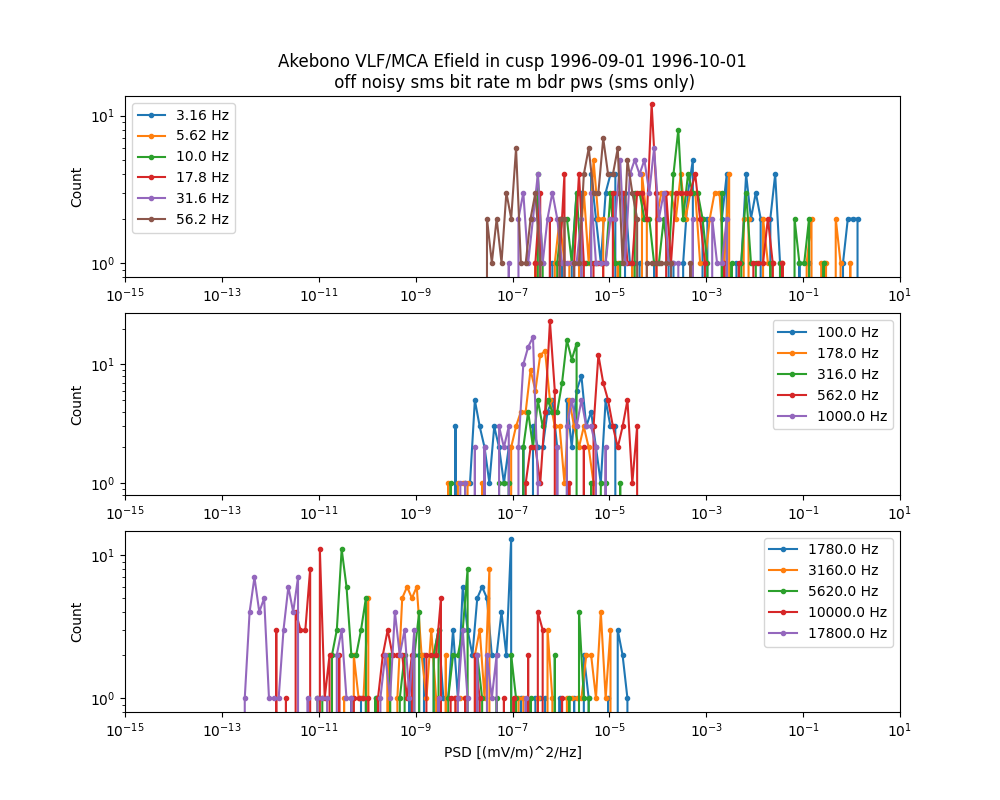 Akebono VLF/MCA Efield in cusp 1996-09-01 1996-10-01
off noisy sms bit rate m bdr pws (sms only)
Count
10^1
10^0
3.16 Hz
5.62 Hz
10.0 Hz
17.8 Hz
31.6 Hz
56.2 Hz
10^-15 10^-13 10^-11 10^-9 10^-7 10^-5 10^-3 10^-1 10^1
Count
10^1
10^0
100.0 Hz
178.0 Hz
316.0 Hz
562.0 Hz
1000.0 Hz
10^-15 10^-13 10^-11 10^-9 10^-7 10^-5 10^-3 10^-1 10^1
Count
10^1
10^0
1780.0 Hz
3160.0 Hz
5620.0 Hz
10000.0 Hz
17800.0 Hz
10^-15 10^-13 10^-11 10^-9 10^-7 10^-5 10^-3 10^-1 10^1
PSD [(mV/m)^2/Hz]